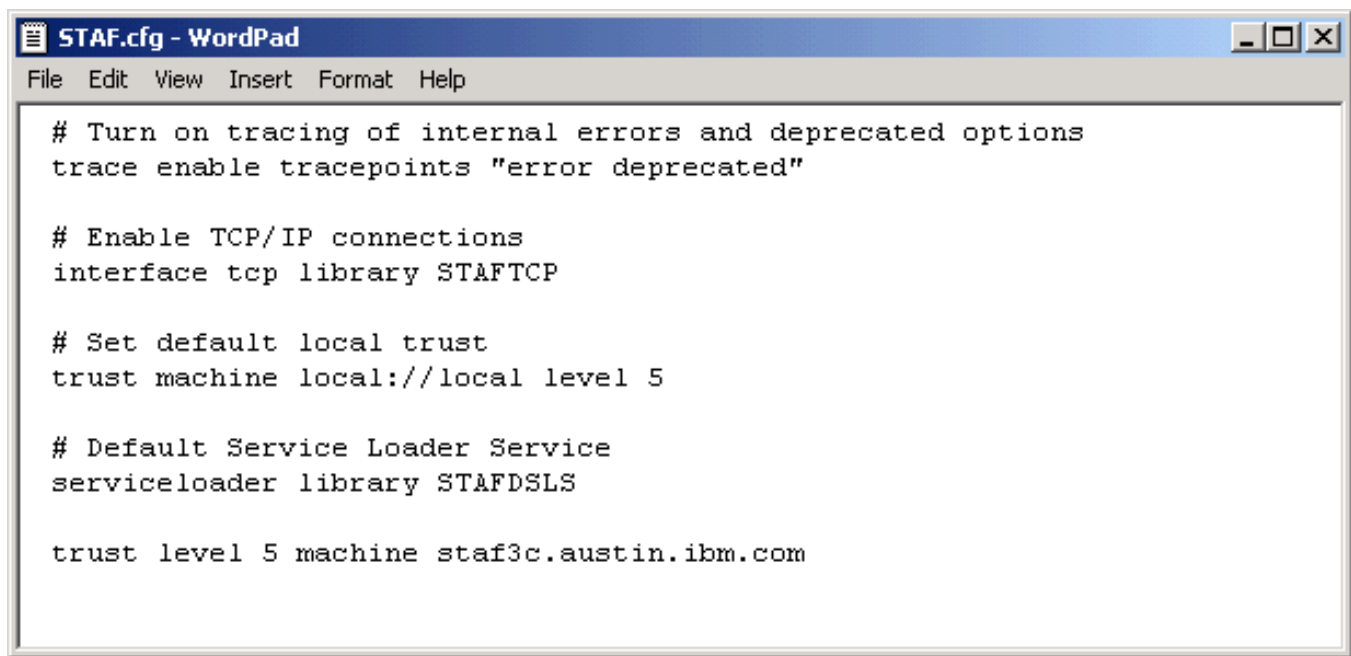 STAF.cfg - WordPad
File Edit View Insert Format Help
# Turn on tracing of internal errors and deprecated options
trace enable tracepoints "error deprecated"
# Enable TCP/IP connections
interface tcp library STAFTCP
# Set default local trust
trust machine local://local level 5
# Default Service Loader Service
serviceloader library STAFDSLS
trust level 5 machine staf3c.austin.ibm.com